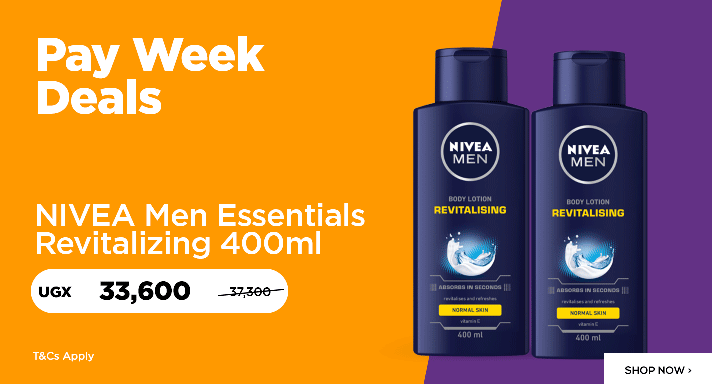 Pay Week
Deals
NIVEA Men Essentials
Revitalizing 400ml
UGX 33,600 37,300
T&Cs Apply
NIVEA
MEN
BODY LOTION
REVITALISING
ABSORBS IN SECONDS
revitalises and refreshes
NORMAL SKIN
vitamin E
400 ml
NIVEA
MEN
BODY LOTION
REVITALISING
ABSORBS IN SECONDS
revitalises and refreshes
NORMAL SKIN
vitamin E
400 ml
SHOP NOW ›